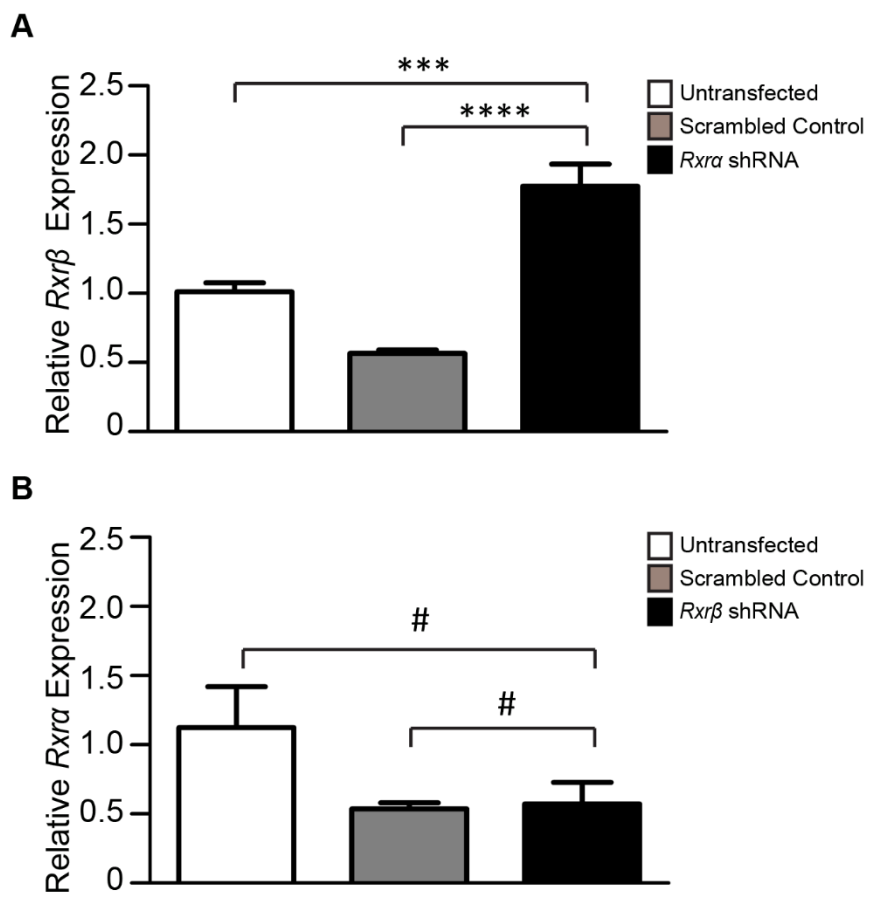 A
***
****
2.5
2.0
1.5
1.0
0.5
0
Relative Rxrβ Expression
Untransfected
Scrambled Control
Rxrα shRNA
B
#
#
2.5
2.0
1.5
1.0
0.5
0
Relative Rxrα Expression
Untransfected
Scrambled Control
Rxrβ shRNA